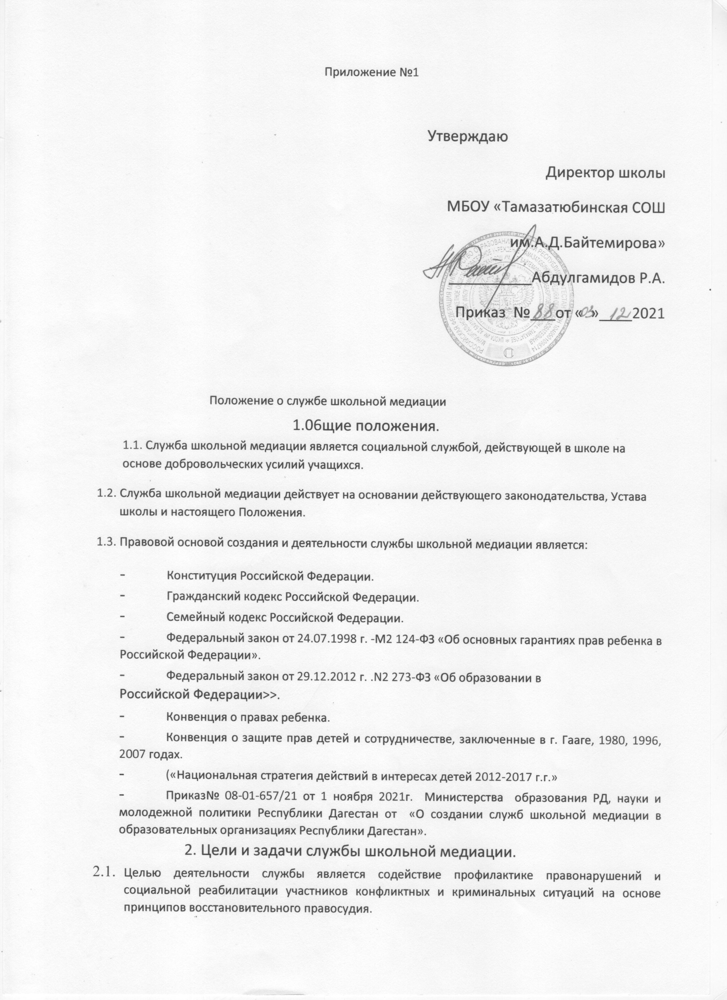 Приложение №1
Утверждаю
Директор школы
МБОУ «Тамазатюбинская СОШ
им.А.Д.Байтемирова»
Абдулгамидов Р.А.
Приказ № 88 от «03» 12 2021
Положение о службе школьной медиации
1.06щие положения.
1.1. Служба школьной медиации является социальной службой, действующей в школе на
основе добровольческих усилий учащихся.
1.2. Служба школьной медиации действует на основании действующего законодательства, Устава
школы и настоящего Положения.
1.3. Правовой основой создания и деятельности службы школьной медиации является:
- Конституция Российской Федерации.
- Гражданский кодекс Российской Федерации.
- Семейный кодекс Российской Федерации.
- Федеральный закон от 24.07.1998 г. -М2 124-ФЗ «Об основных гарантиях прав ребенка в
Российской Федерации».
- Федеральный закон от 29.12.2012 г. .N2 273-ФЗ «Об образовании в
Российской Федерации>>.
- Конвенция о правах ребенка.
- Конвенция о защите прав детей и сотрудничестве, заключенные в г. Гааге, 1980, 1996,
2007 годах.
- («Национальная стратегия действий в интересах детей 2012-2017 г.г.»
- Приказ№ 08-01-657/21 от 1 ноября 2021г. Министерства образования РД, науки и
молодежной политики Республики Дагестан от «О создании служб школьной медиации в
образовательных организациях Республики Дагестан».
2. Цели и задачи службы школьной медиации.
2.1. Целью деятельности службы является содействие профилактике правонарушений и
социальной реабилитации участников конфликтных и криминальных ситуаций на основе
принципов восстановительного правосудия.